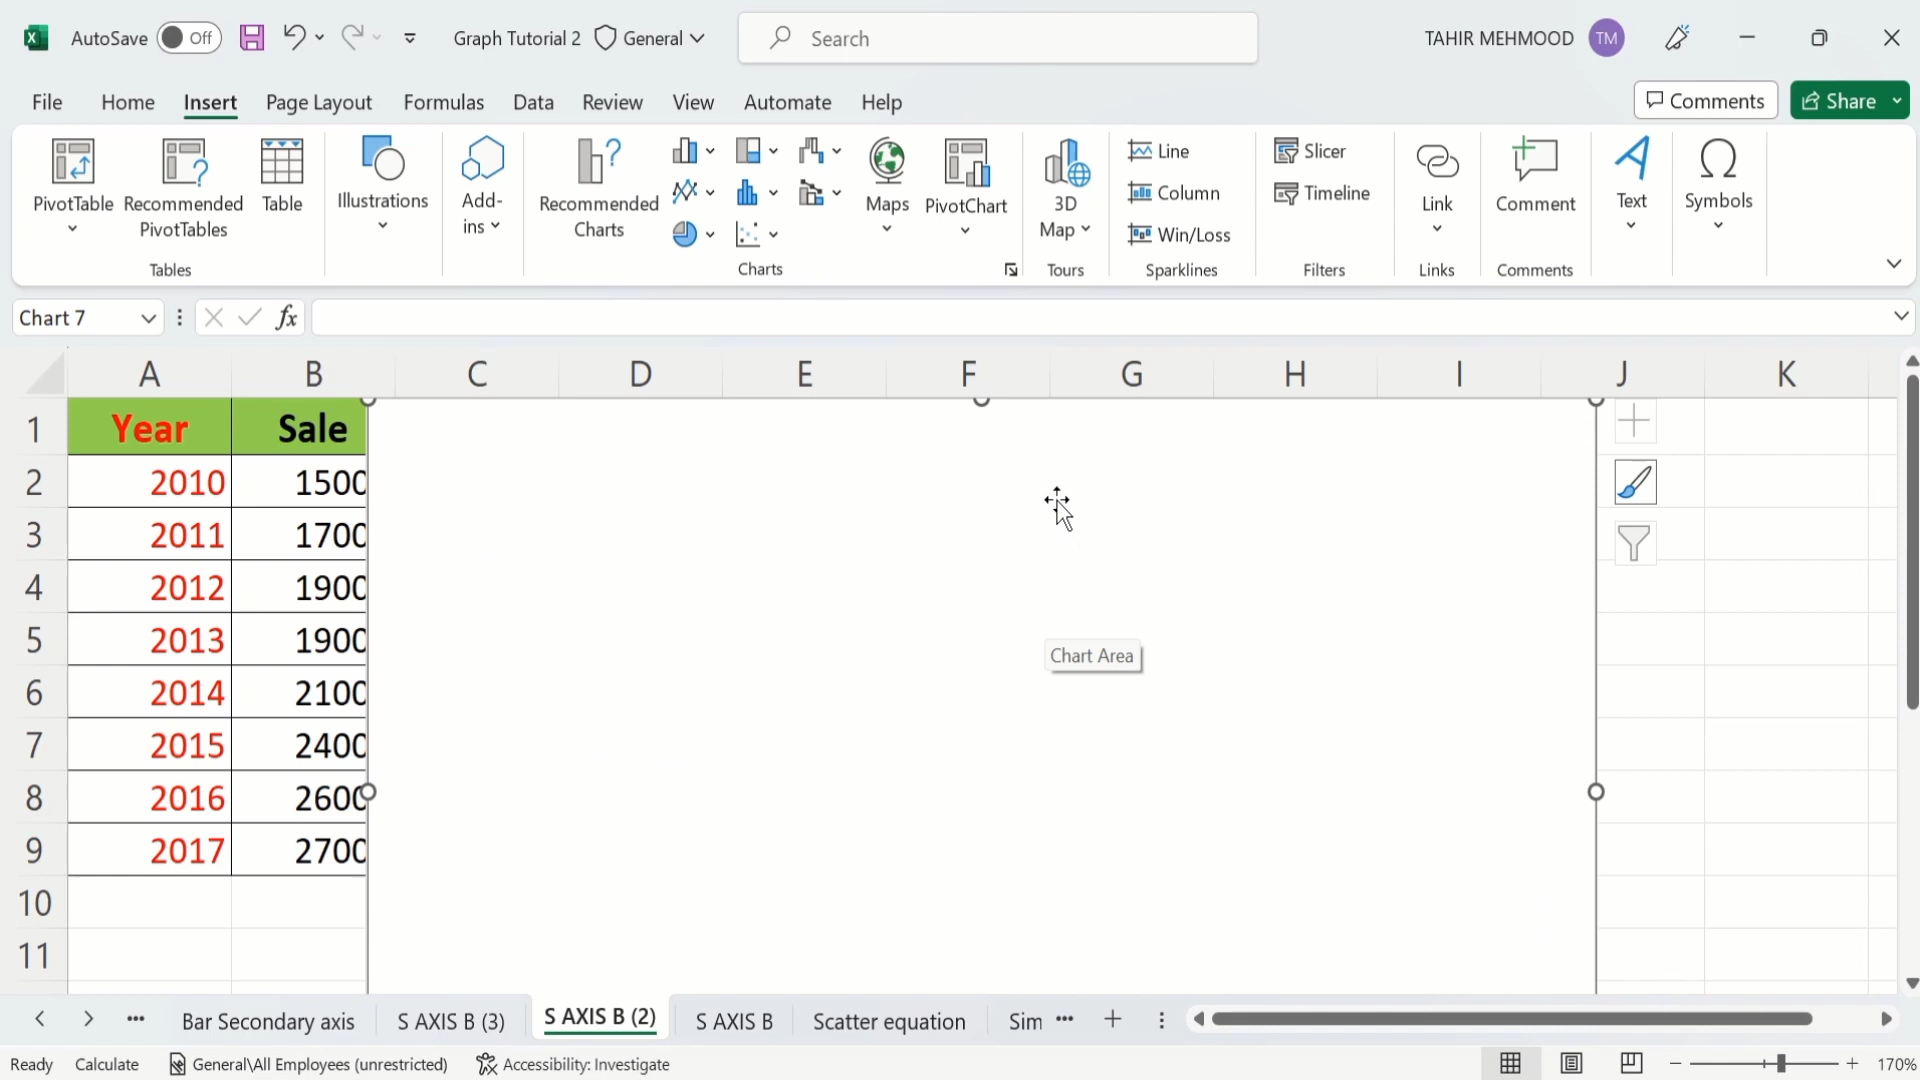 AutoSave Off Graph Tutorial 2 General Search TAHIR MEHMOOD TM
File Home Insert Page Layout Formulas Data Review View Automate Help Comments Share
PivotTable Recommended PivotTables Table Illustrations Add-ins Recommended Charts Maps PivotChart 3D Map Line Column Win/Loss Slicer Timeline Link Comment Text Symbols
Tables Charts Tours Sparklines Filters Links Comments
Chart 7 fx
A B C D E F G H I J K
1 Year Sale
2 2010 1500
3 2011 1700
4 2012 1900
5 2013 1900
Chart Area
6 2014 2100
7 2015 2400
8 2016 2600
9 2017 2700
10
11
Bar Secondary axis S AXIS B (3) S AXIS B (2) S AXIS B Scatter equation Sim
Ready Calculate General\All Employees (unrestricted) Accessibility: Investigate 170%